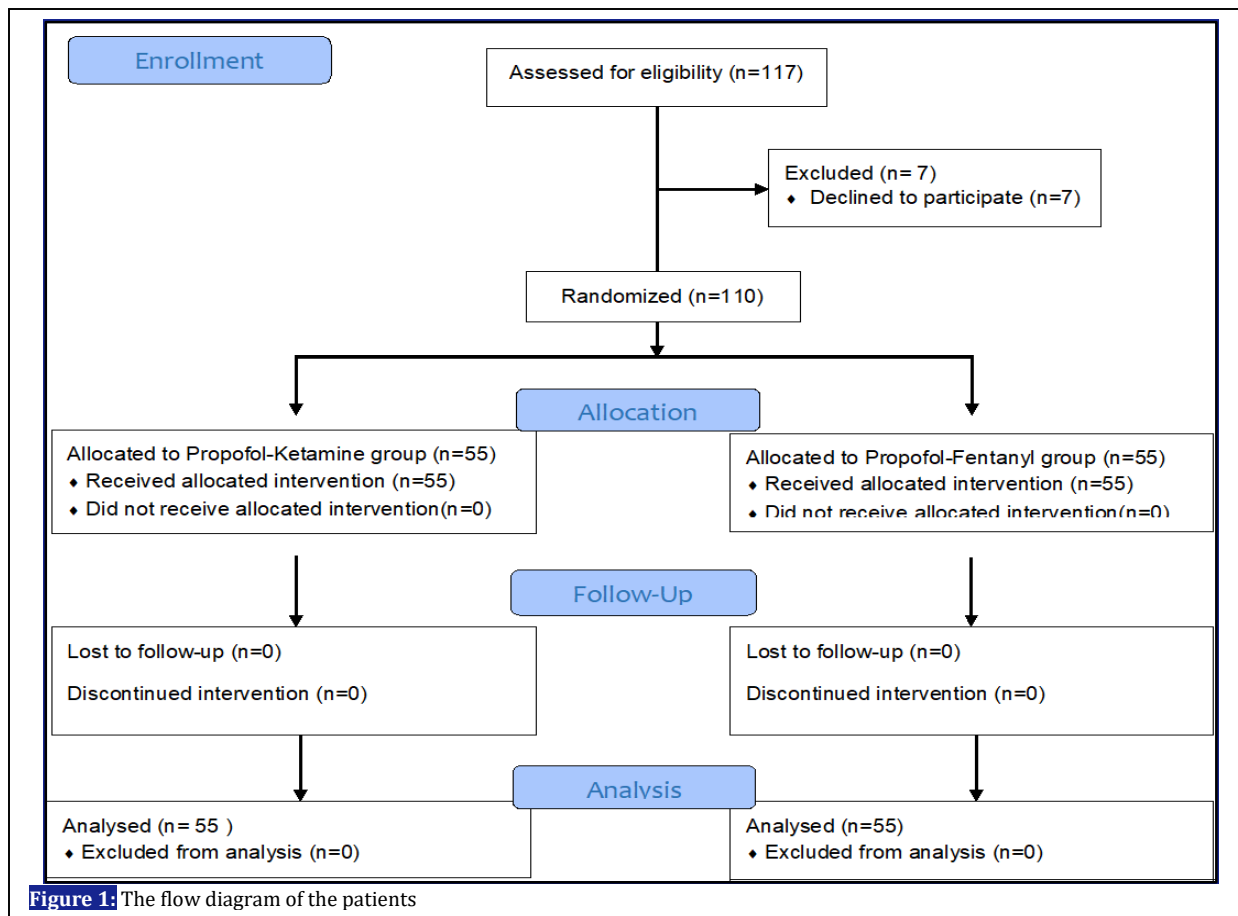 Enrollment
Assessed for eligibility (n=117)
Excluded (n= 7)
♦ Declined to participate (n=7)
Randomized (n=110)
Allocation
Allocated to Propofol-Ketamine group (n=55)
♦ Received allocated intervention (n=55)
♦ Did not receive allocated intervention(n=0)
Allocated to Propofol-Fentanyl group (n=55)
♦ Received allocated intervention (n=55)
♦ Did not receive allocated intervention(n=0)
Follow-Up
Lost to follow-up (n=0)
Discontinued intervention (n=0)
Lost to follow-up (n=0)
Discontinued intervention (n=0)
Analysis
Analysed (n= 55 )
♦ Excluded from analysis (n=0)
Analysed (n=55)
♦ Excluded from analysis (n=0)
Figure 1: The flow diagram of the patients